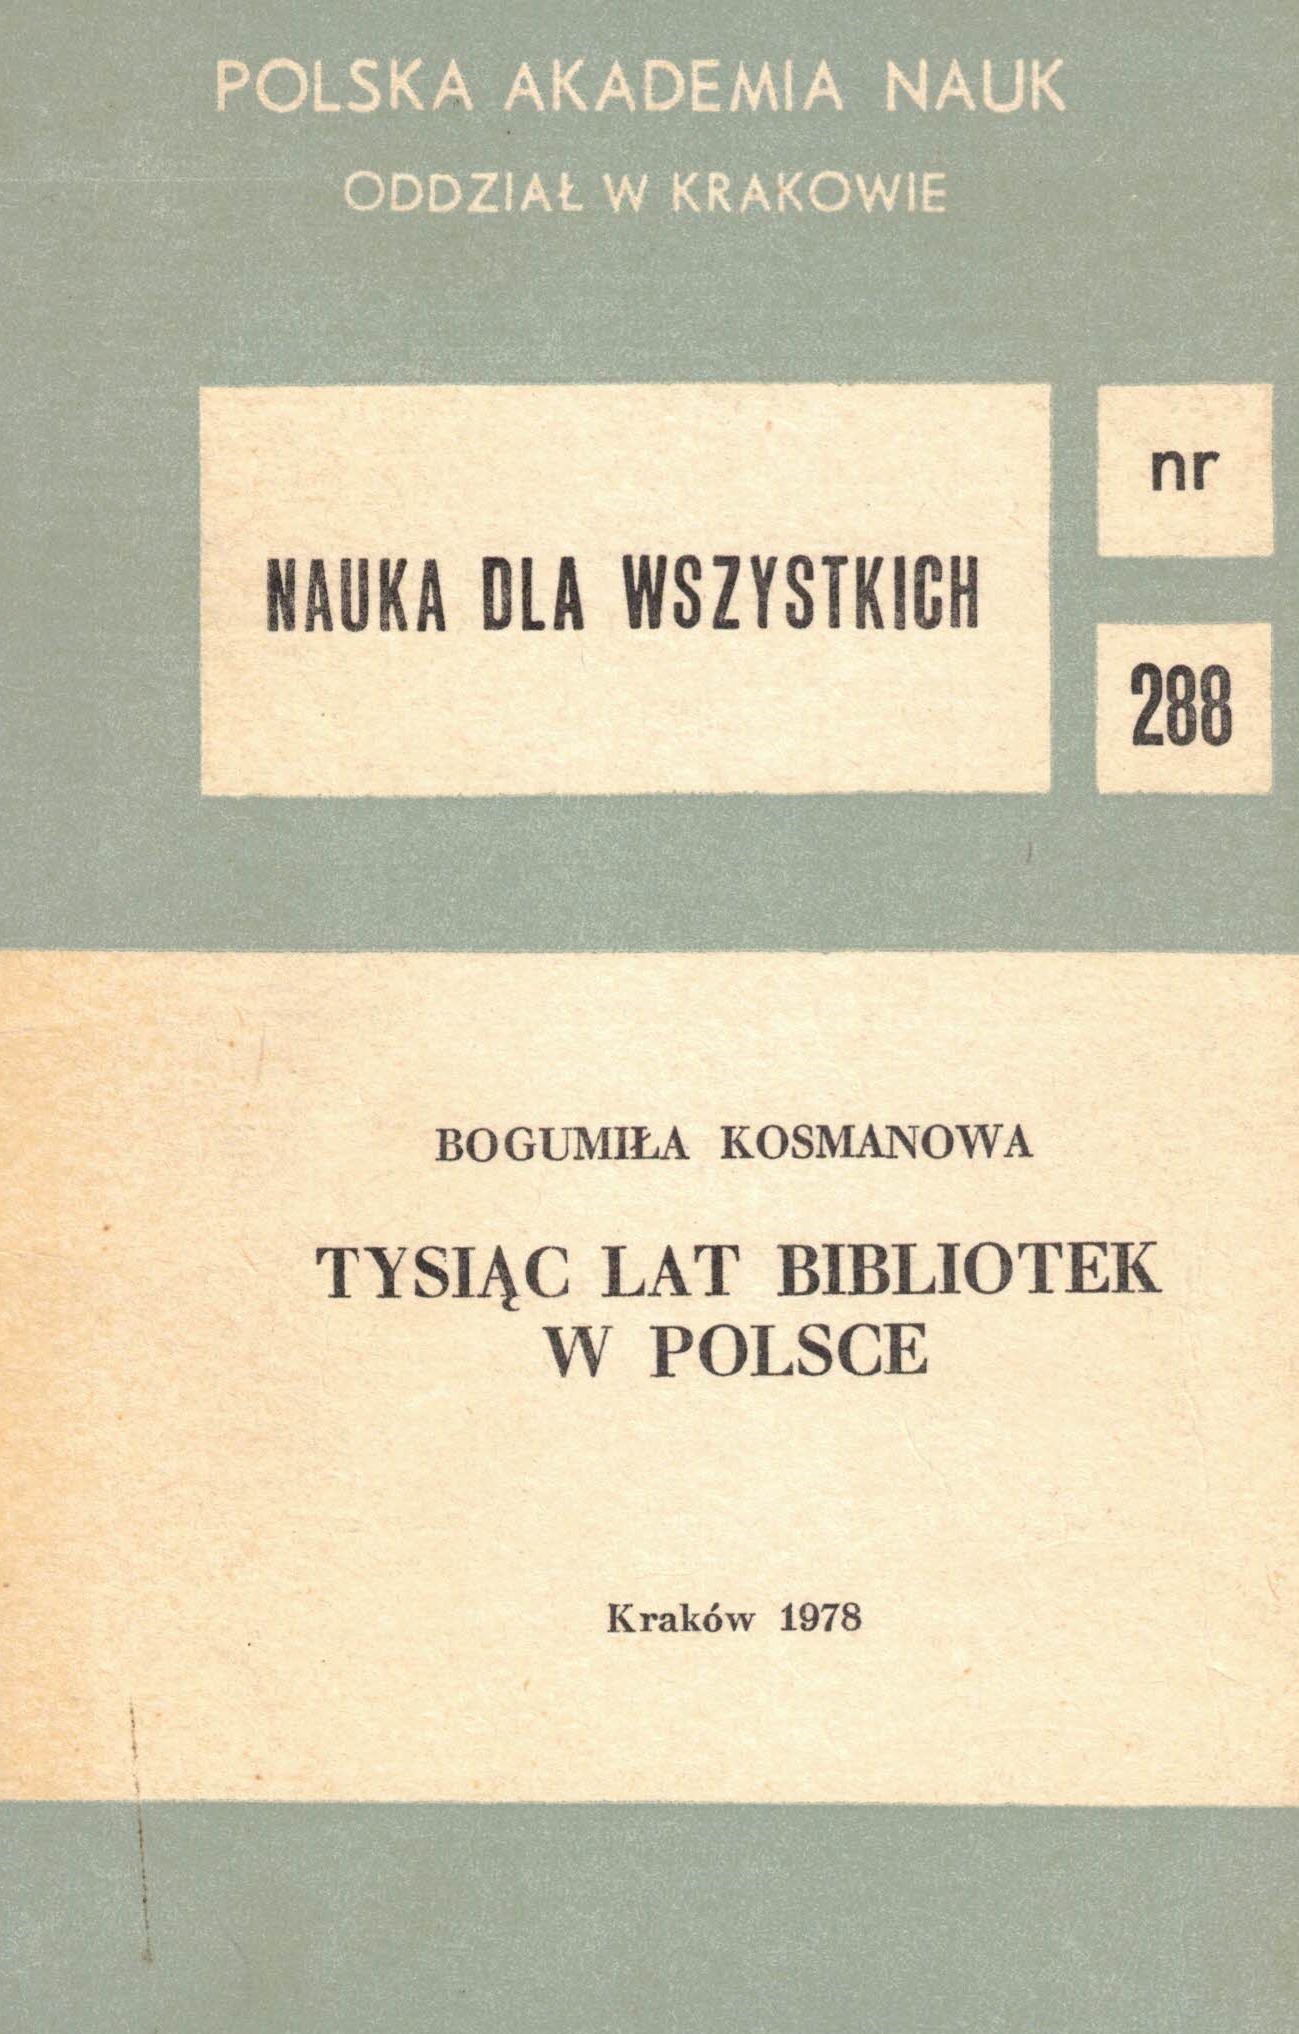 POLSKA AKADEMIA NAUK
ODDZIAŁ W KRAKOWIE
NAUKA DLA WSZYSTKICH
nr
288
BOGUMIŁA KOSMANOWA
TYSIĄC LAT BIBLIOTEK
W POLSCE
Kraków 1978